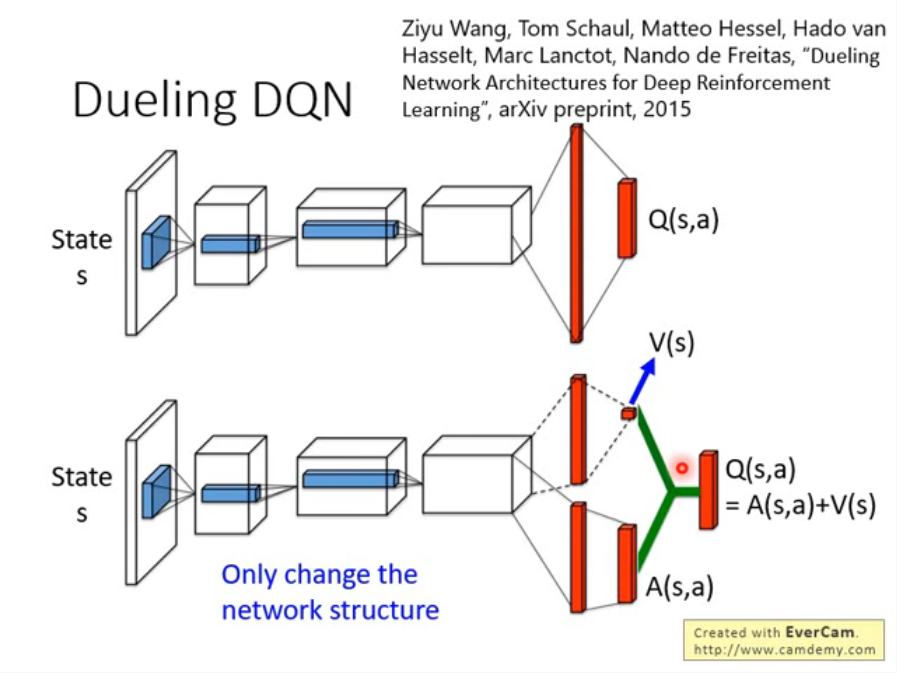 Ziyu Wang, Tom Schaul, Matteo Hessel, Hado van
Hasselt, Marc Lanctot, Nando de Freitas, “Dueling
Network Architectures for Deep Reinforcement
Learning”, arXiv preprint, 2015
Dueling DQN
State
s
Q(s,a)
V(s)
State
s
Q(s,a)
= A(s,a)+V(s)
Only change the
network structure
A(s,a)
Created with EverCam.
http://www.camdemy.com